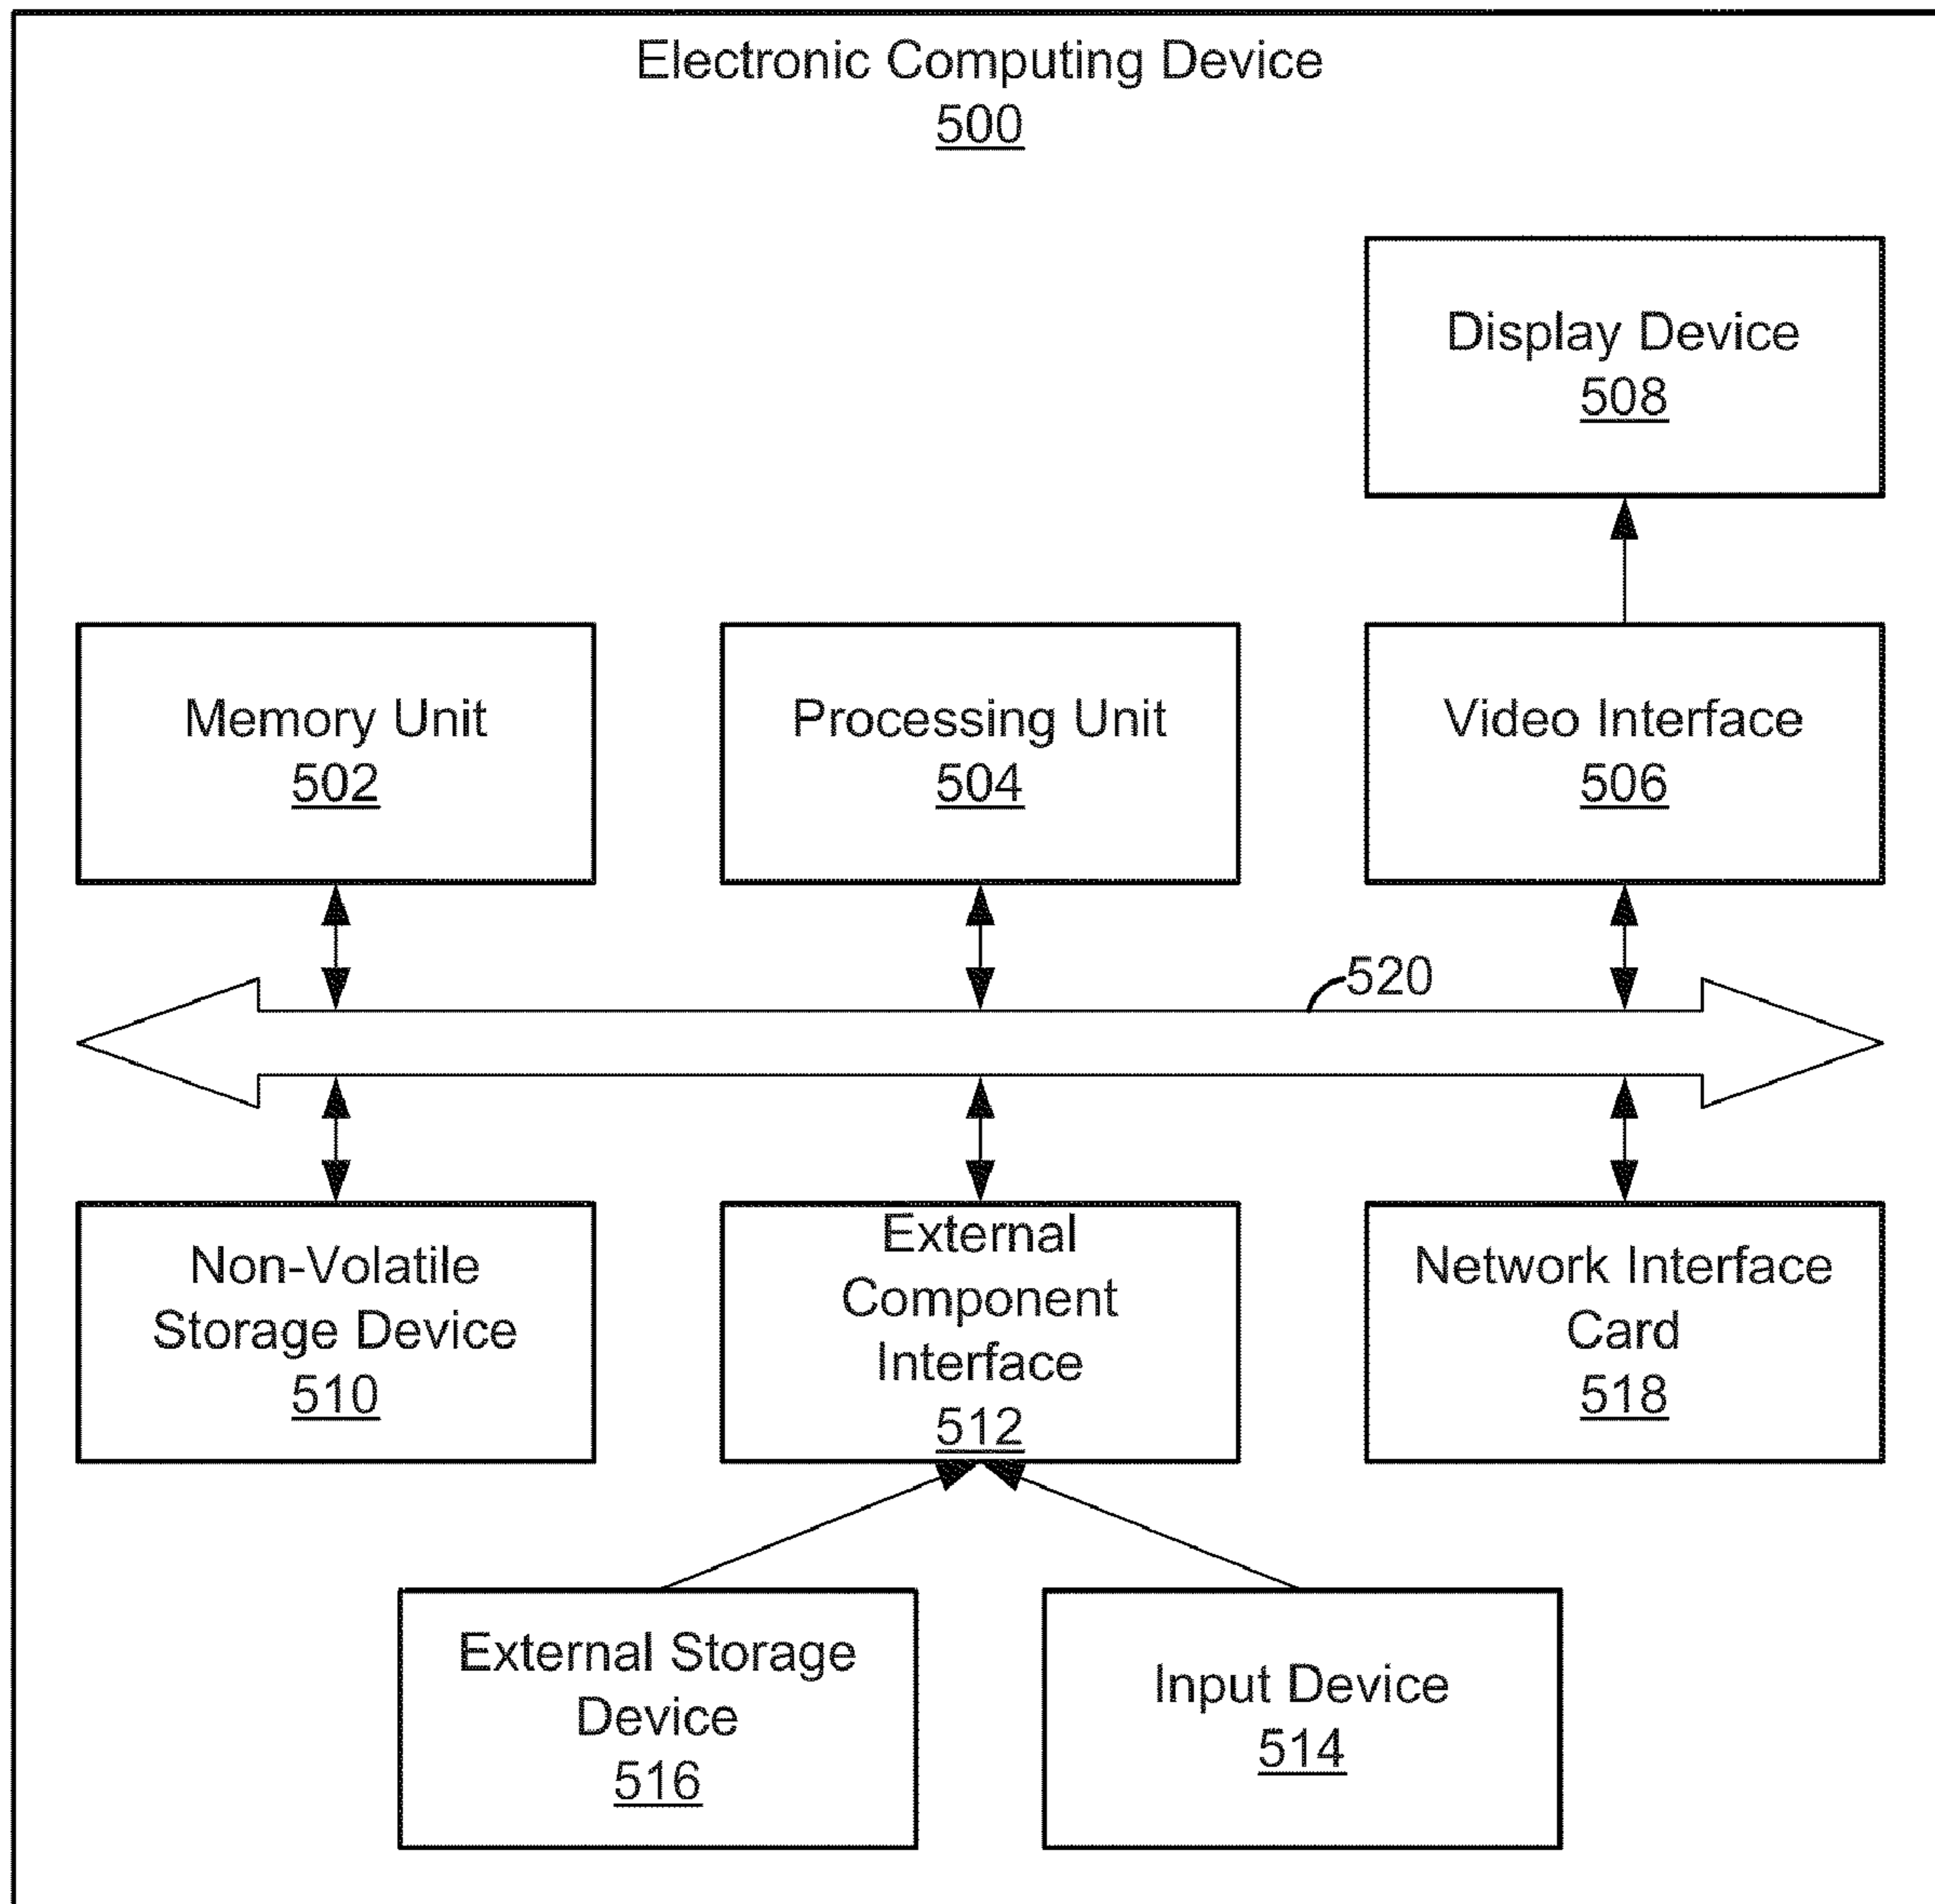 Electronic Computing Device
500
Display Device
508
Memory Unit
502
Processing Unit
504
Video Interface
506
520
Non-Volatile
Storage Device
510
External
Component
Interface
512
Network Interface
Card
518
External Storage
Device
516
Input Device
514